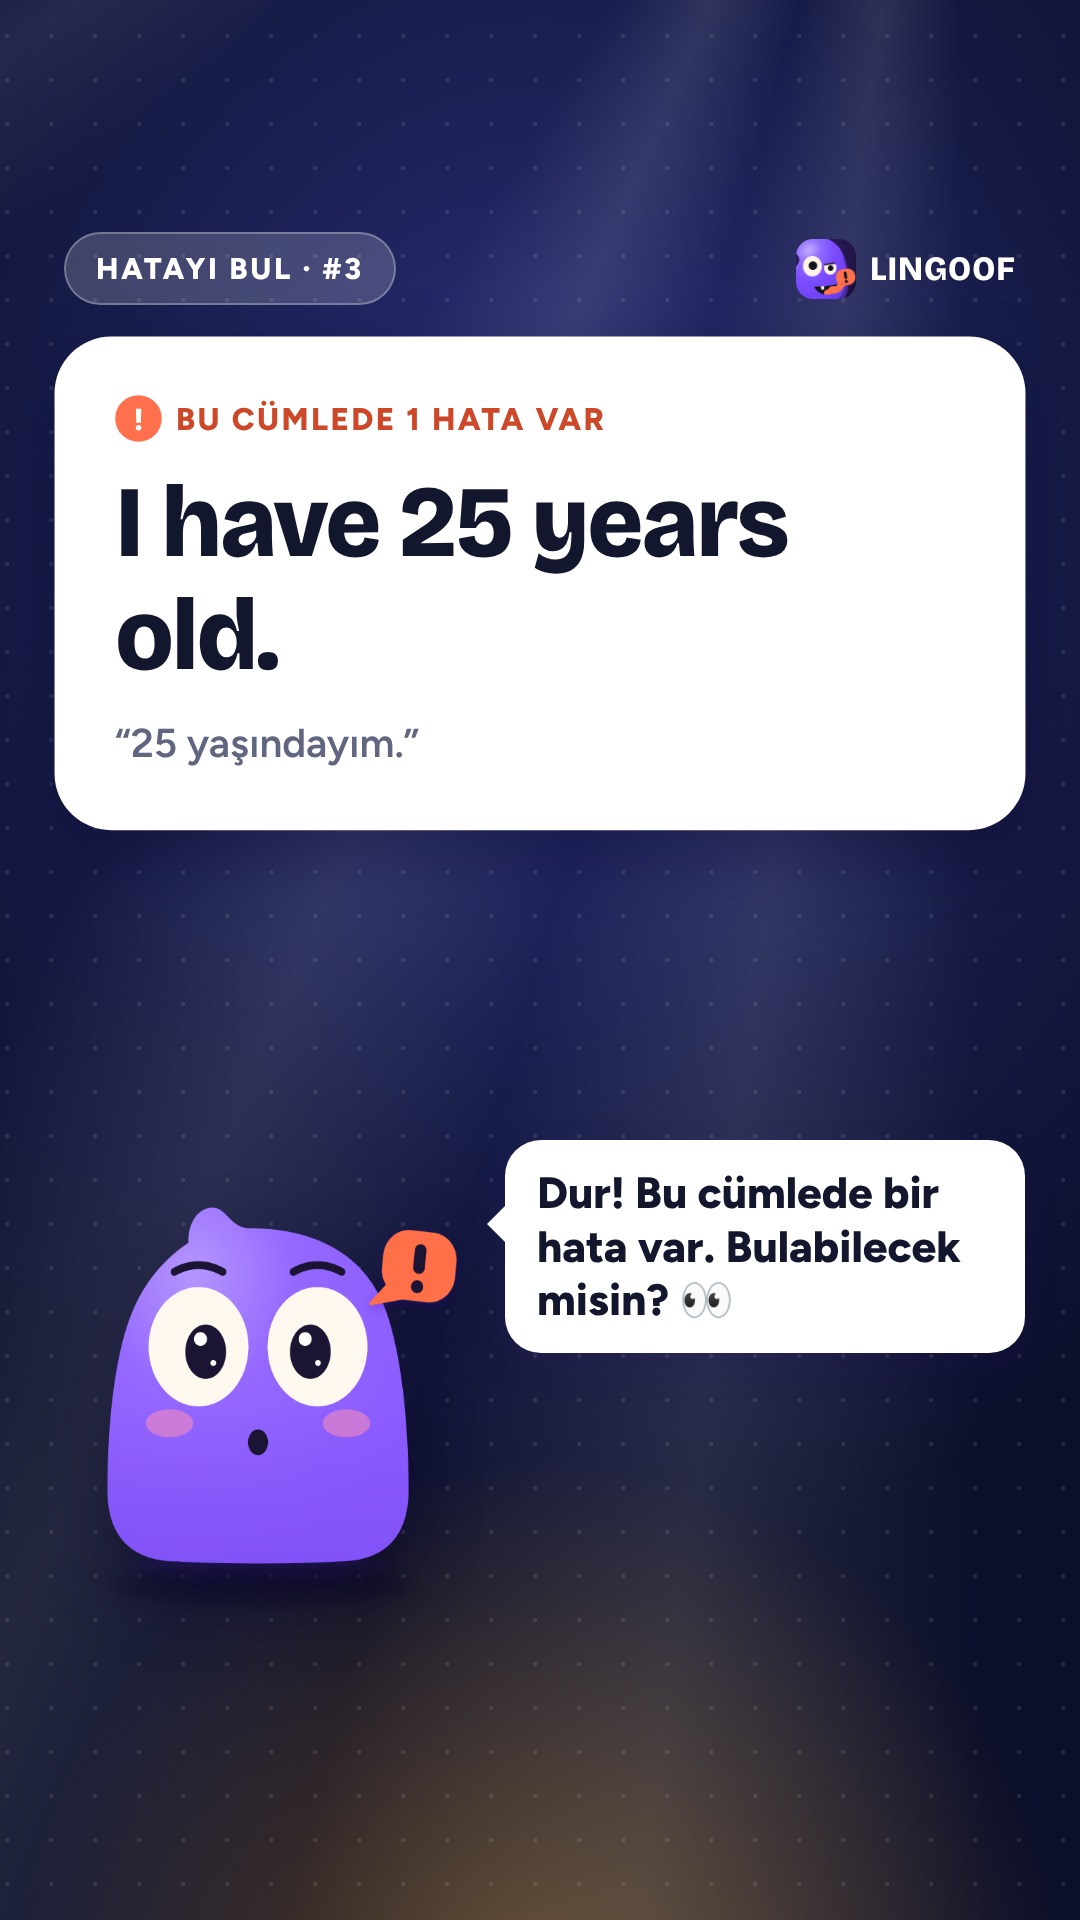 HATAYI BUL · #3
LINGOOF
! BU CÜMLEDE 1 HATA VAR
I have 25 years
old.
“25 yaşındayım.”
Dur! Bu cümlede bir
hata var. Bulabilecek
misin? 👀
!